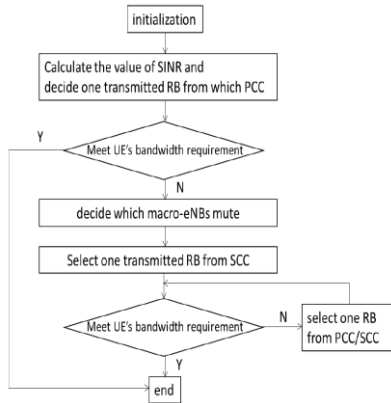 initialization
Calculate the value of SINR and
decide one transmitted RB from which PCC
Y
Meet UE's bandwidth requirement
N
decide which macro-eNBs mute
Select one transmitted RB from SCC
Meet UE's bandwidth requirement
N
select one RB
from PCC/SCC
Y
end